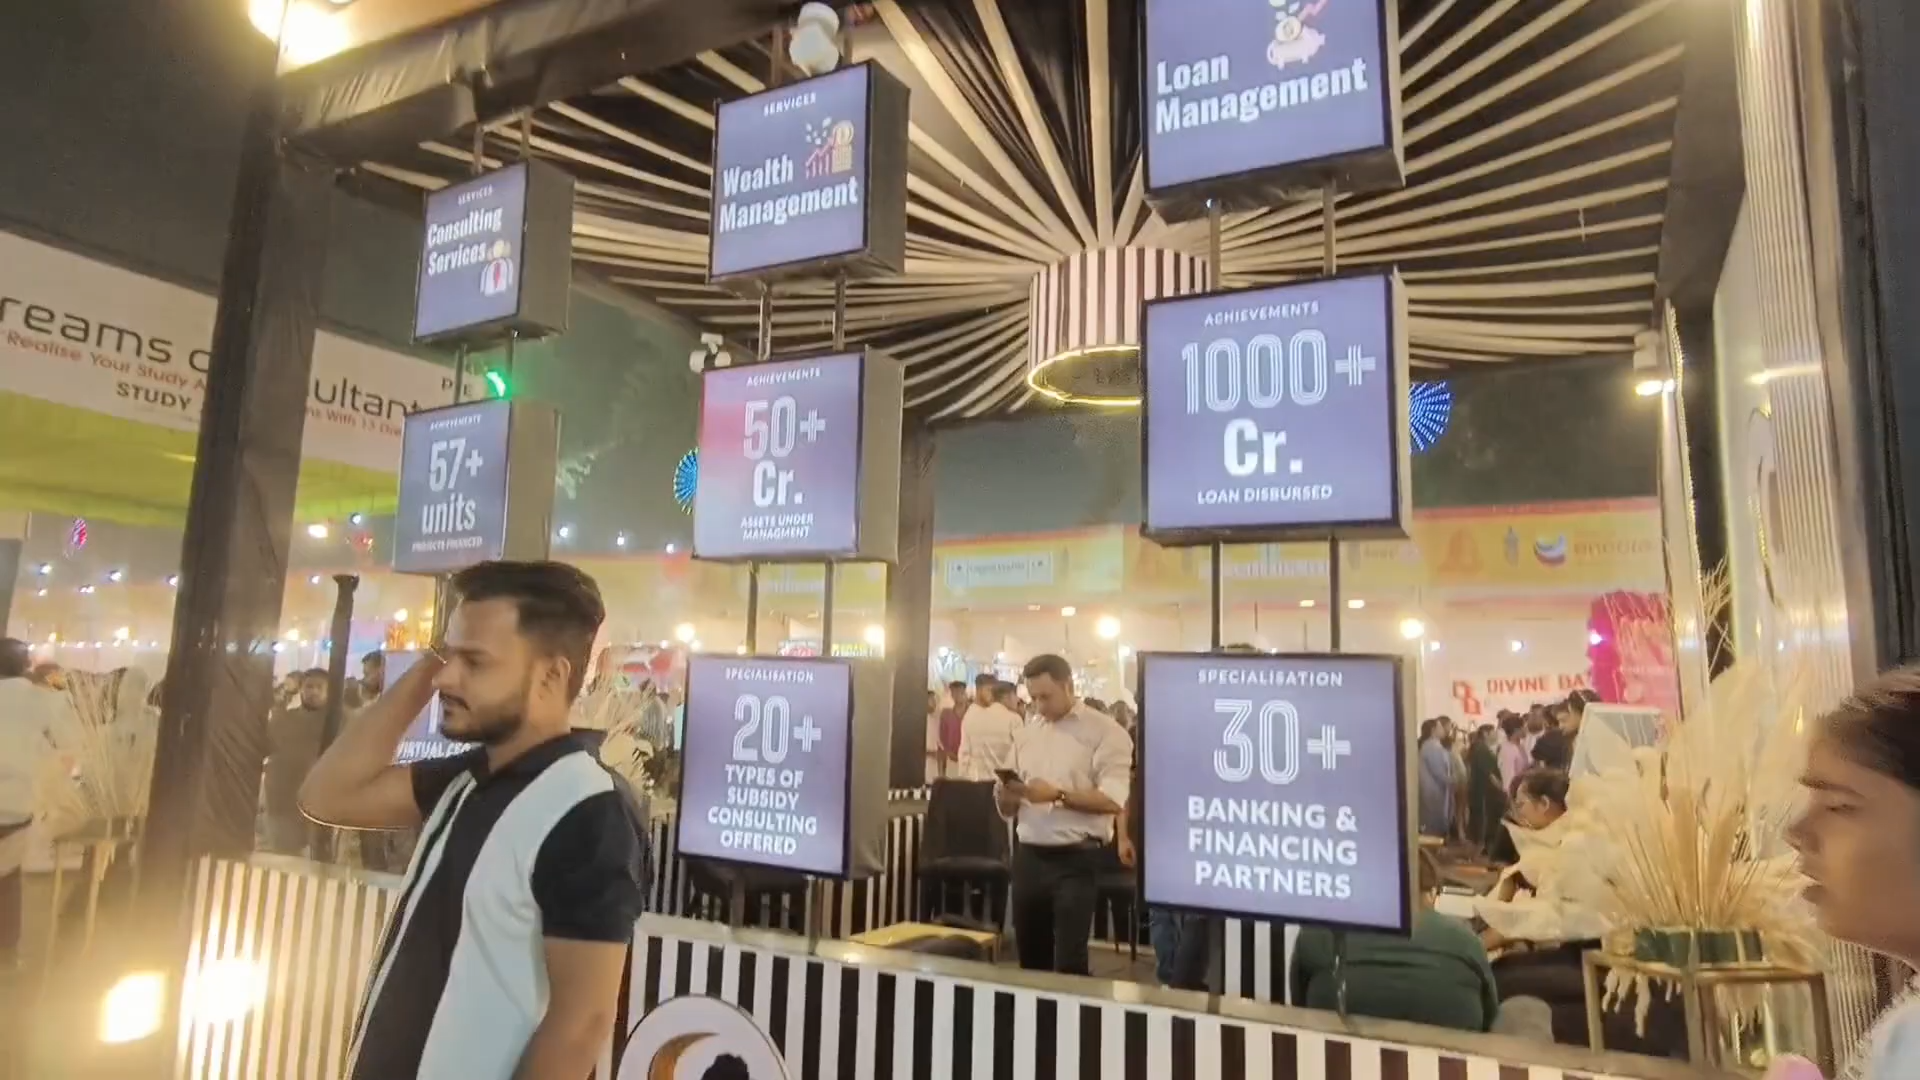 SERVICES
Consulting
Services
ACHIEVEMENTS
57+
units
PROJECTS FINANCED
SERVICES
Wealth
Management
ACHIEVEMENTS
50+
Cr.
ASSETS UNDER
MANAGMENT
SPECIALISATION
20+
TYPES OF
SUBSIDY
CONSULTING
OFFERED
Loan
Management
ACHIEVEMENTS
1000+
Cr.
LOAN DISBURSED
SPECIALISATION
30+
BANKING &
FINANCING
PARTNERS
reams
Realise Your Study
STUDY
DIVINE